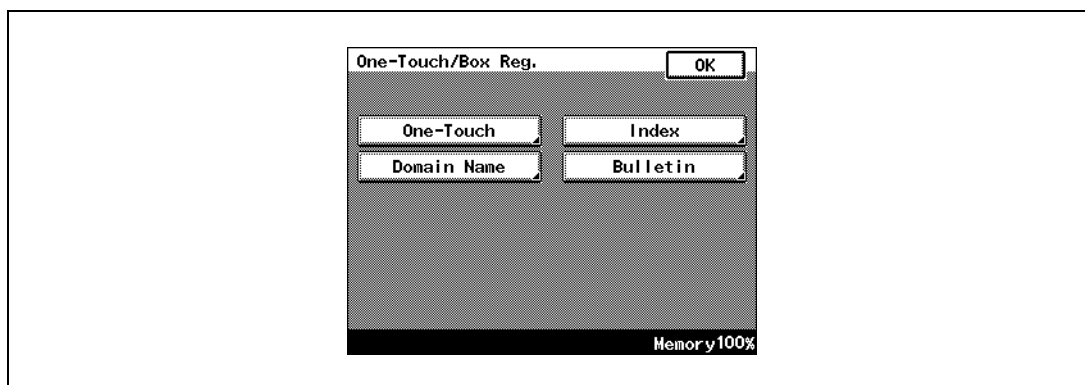 One-Touch/Box Reg. OK
One-Touch Index
Domain Name Bulletin
Memory100%